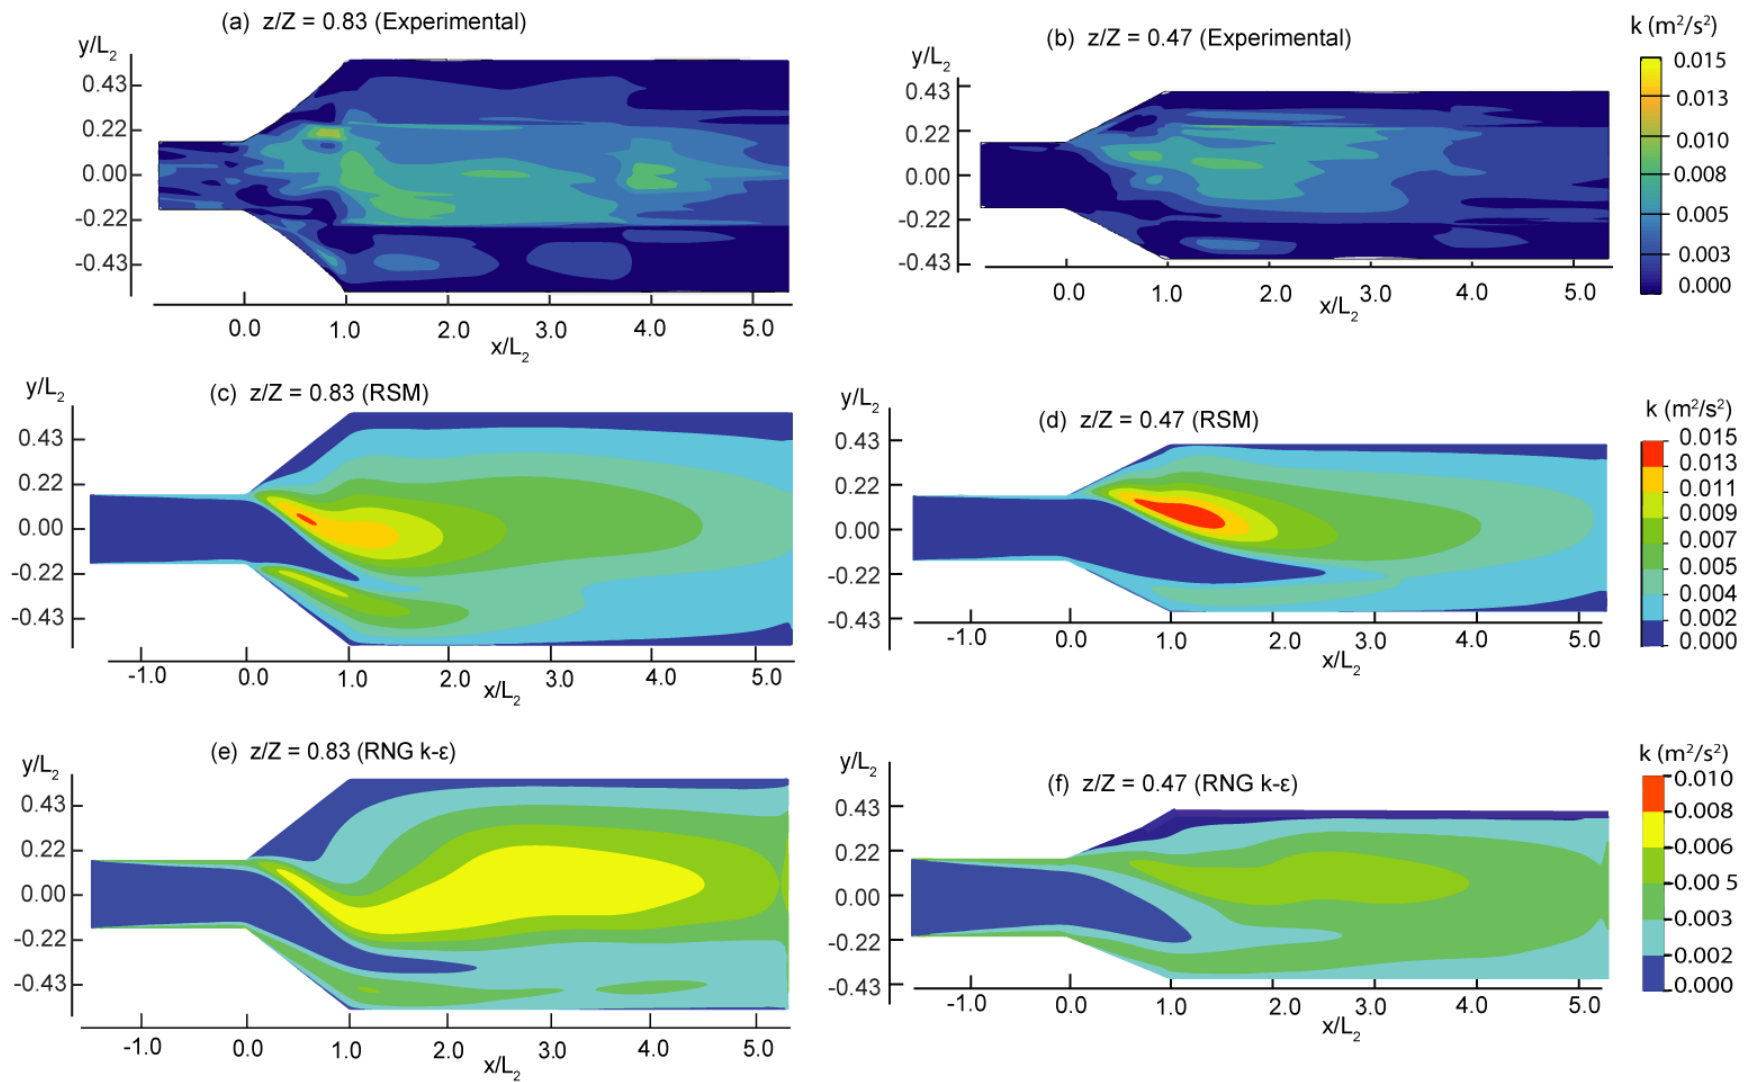 (a) z/Z = 0.83 (Experimental)
y/L2
0.43
0.22
0.00
-0.22
-0.43
0.0 1.0 2.0 3.0 4.0 5.0
x/L2
(b) z/Z = 0.47 (Experimental)
y/L2
0.43
0.22
0.00
-0.22
-0.43
0.0 1.0 2.0 3.0 4.0 5.0
x/L2
k (m²/s²)
0.015
0.013
0.010
0.008
0.005
0.003
0.000
(c) z/Z = 0.83 (RSM)
y/L2
0.43
0.22
0.00
-0.22
-0.43
-1.0 0.0 1.0 2.0 3.0 4.0 5.0
x/L2
(d) z/Z = 0.47 (RSM)
y/L2
0.43
0.22
0.00
-0.22
-0.43
-1.0 0.0 1.0 2.0 3.0 4.0 5.0
x/L2
k (m²/s²)
0.015
0.013
0.011
0.009
0.007
0.005
0.004
0.002
0.000
(e) z/Z = 0.83 (RNG k-ε)
y/L2
0.43
0.22
0.00
-0.22
-0.43
-1.0 0.0 1.0 2.0 3.0 4.0 5.0
x/L2
(f) z/Z = 0.47 (RNG k-ε)
y/L2
0.43
0.22
0.00
-0.22
-0.43
-1.0 0.0 1.0 2.0 3.0 4.0 5.0
x/L2
k (m²/s²)
0.010
0.008
0.006
0.00 5
0.003
0.002
0.000